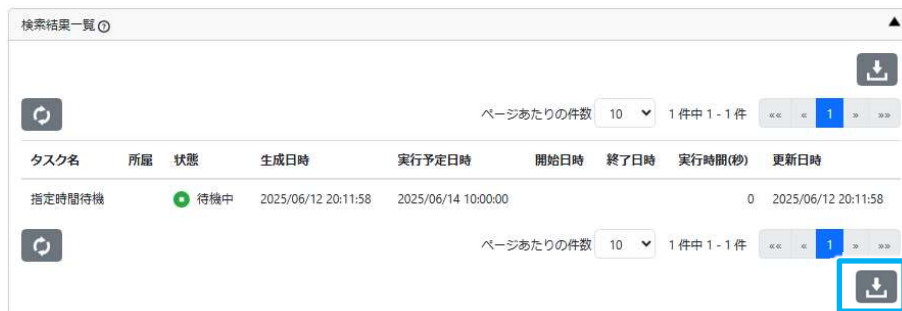 検索結果一覧?
▲
ページあたりの件数 10 1 件中 1 - 1 件 «« « 1 » »»
タスク名 所属 状態 生成日時 実行予定日時 開始日時 終了日時 実行時間(秒) 更新日時
指定時間待機 待機中 2025/06/12 20:11:58 2025/06/14 10:00:00 0 2025/06/12 20:11:58
ページあたりの件数 10 1 件中 1 - 1 件 «« « 1 » »»